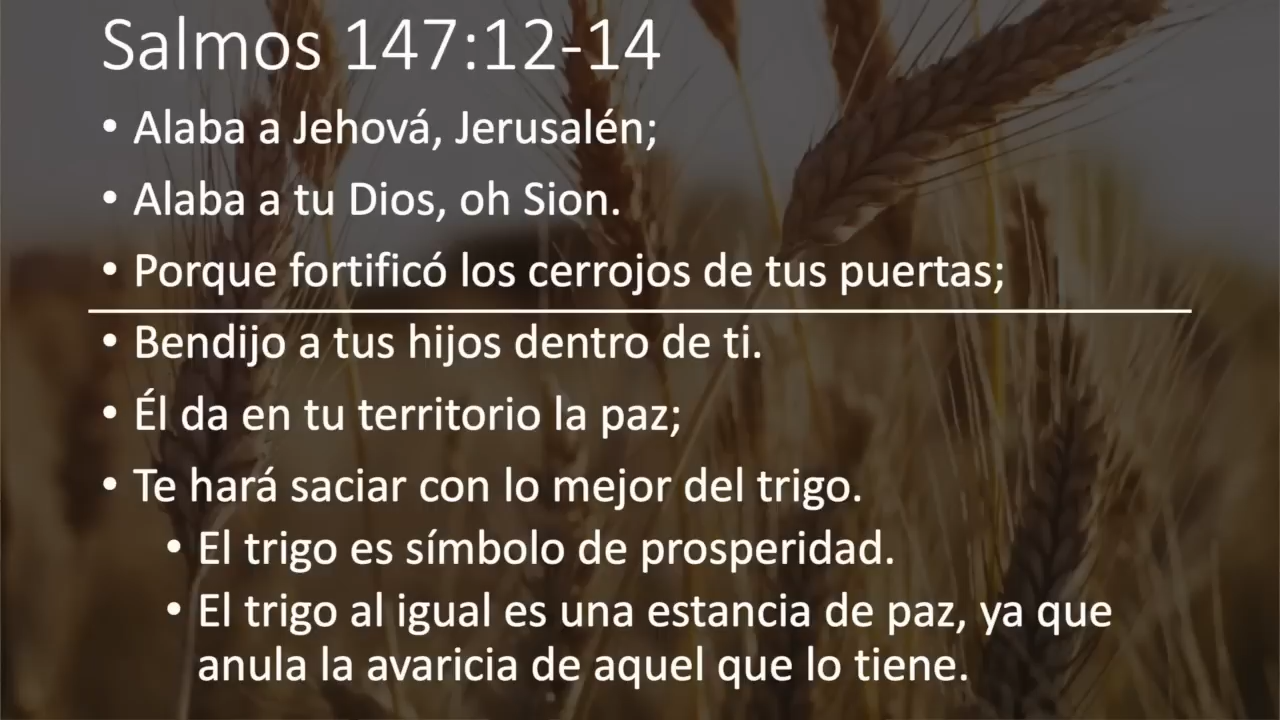 Salmos 147:12-14
• Alaba a Jehová, Jerusalén;
• Alaba a tu Dios, oh Sion.
• Porque fortificó los cerrojos de tus puertas;
• Bendijo a tus hijos dentro de ti.
• Él da en tu territorio la paz;
• Te hará saciar con lo mejor del trigo.
• El trigo es símbolo de prosperidad.
• El trigo al igual es una estancia de paz, ya que
anula la avaricia de aquel que lo tiene.